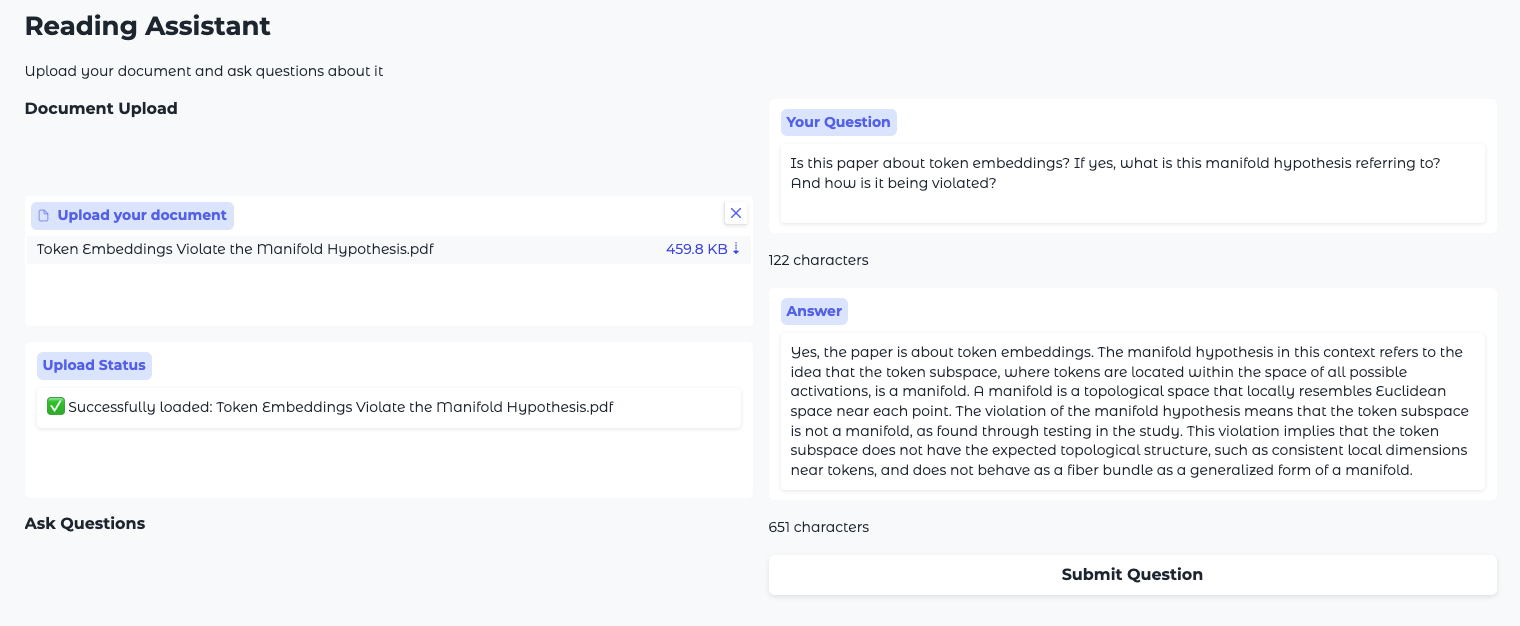 Reading Assistant
Upload your document and ask questions about it
Document Upload
Upload your document
Token Embeddings Violate the Manifold Hypothesis.pdf
459.8 KB ↓
Upload Status
✅ Successfully loaded: Token Embeddings Violate the Manifold Hypothesis.pdf
Ask Questions
Your Question
Is this paper about token embeddings? If yes, what is this manifold hypothesis referring to?
And how is it being violated?
122 characters
Answer
Yes, the paper is about token embeddings. The manifold hypothesis in this context refers to the
idea that the token subspace, where tokens are located within the space of all possible
activations, is a manifold. A manifold is a topological space that locally resembles Euclidean
space near each point. The violation of the manifold hypothesis means that the token subspace
is not a manifold, as found through testing in the study. This violation implies that the token
subspace does not have the expected topological structure, such as consistent local dimensions
near tokens, and does not behave as a fiber bundle as a generalized form of a manifold.
651 characters
Submit Question